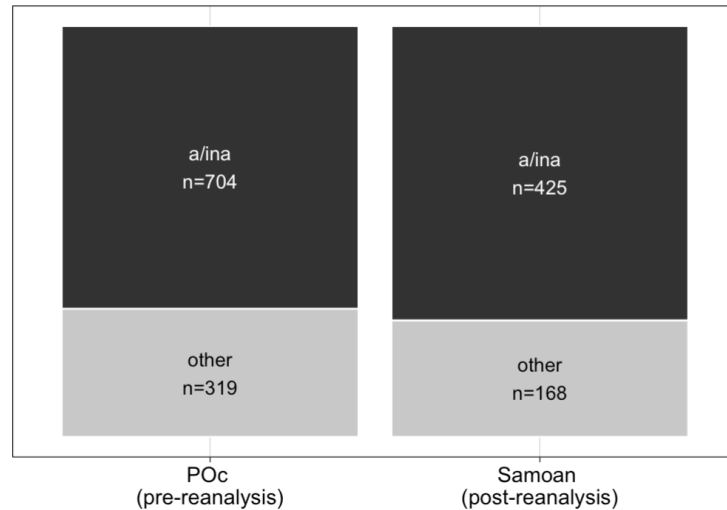 a/ina
n=704
a/ina
n=425
other
n=319
other
n=168
POc
(pre-reanalysis)
Samoan
(post-reanalysis)